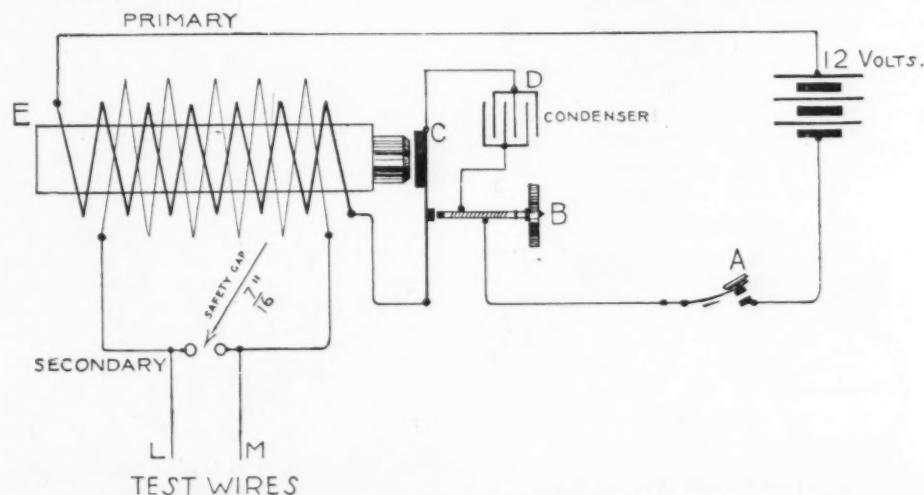 PRIMARY
12 VOLTS.
E
D
C
CONDENSER
B
A
SAFETY GAP
7/16"
SECONDARY
L M
TEST WIRES